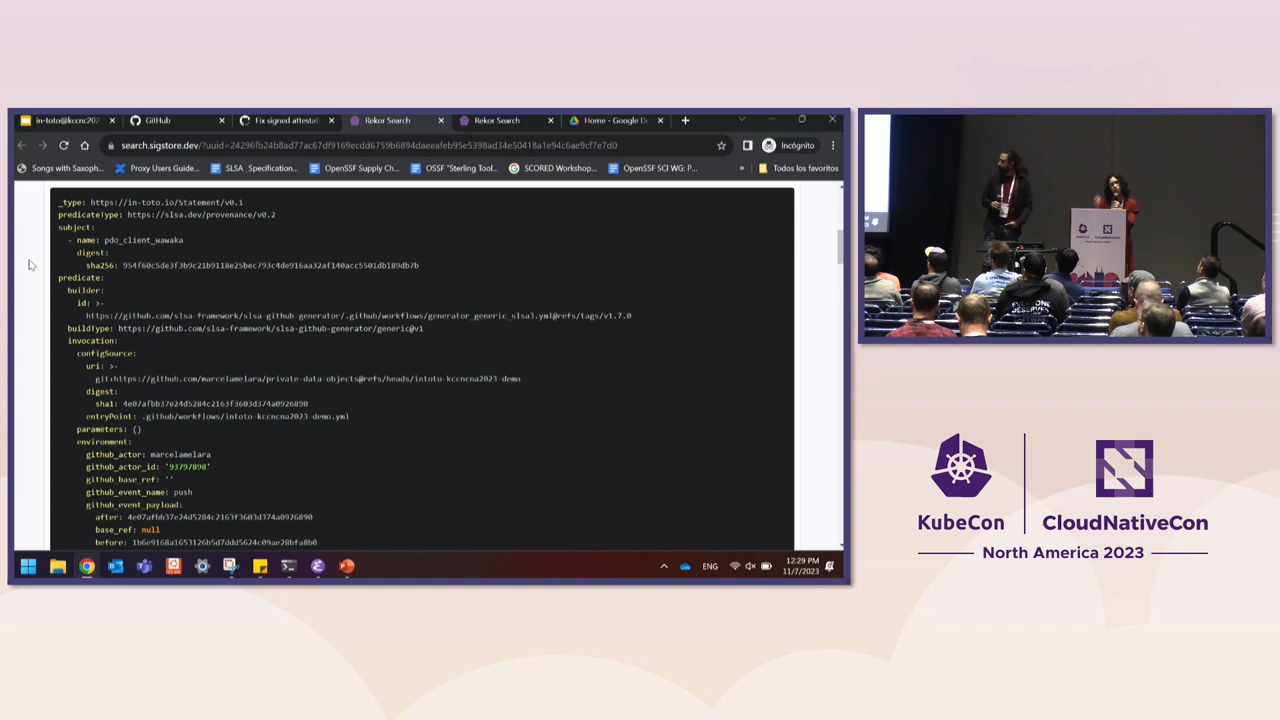 in-toto@kccnc202
GitHub
Fix signed attestat
Rekor Search
Rekor Search
Home - Google D
search.sigstore.dev/?uuid=24296fb24b8ad77ac67df9169ecdd6759b6894daeeafeb95e5398ad34e50418a1e94c6ae9cf7e7d0
Incógnito
Songs with Saxoph...
Proxy Users Guide...
SLSA _Specification...
OpenSSF Supply Ch...
OSSF "Sterling Tool...
SCORED Workshop...
OpenSSF SCI WG: P...
»
Todos los favoritos
_type: https://in-toto.io/Statement/v0.1
predicateType: https://slsa.dev/provenance/v0.2
subject:
- name: pdo_client_wawaka
digest:
sha256: 954f60c5de3f3b9c21b9118e25bec793c4de916aa32af140acc5501db189db7b
predicate:
builder:
id: >-
https://github.com/slsa-framework/slsa-github-generator/.github/workflows/generator_generic_slsa3.yml@refs/tags/v1.7.0
buildType: https://github.com/slsa-framework/slsa-github-generator/generic@v1
invocation:
configSource:
uri: >-
git+https://github.com/marcelamelara/private-data-objects@refs/heads/intoto-kccncna2023-demo
digest:
sha1: 4e07afbb37e24d5284c2163f3603d374a0926890
entryPoint: .github/workflows/intoto-kccncna2023-demo.yml
parameters: {}
environment:
github_actor: marcelamelara
github_actor_id: '93797898'
github_base_ref: ''
github_event_name: push
github_event_payload:
after: 4e07afbb37e24d5284c2163f3603d374a0926890
base_ref: null
before: 1b6e9168a1653126b5d7ddd5624c09ae28bfa8b0
ENG
12:29 PM
11/7/2023
EVERYONE
DESERVES
KubeCon
CloudNativeCon
North America 2023